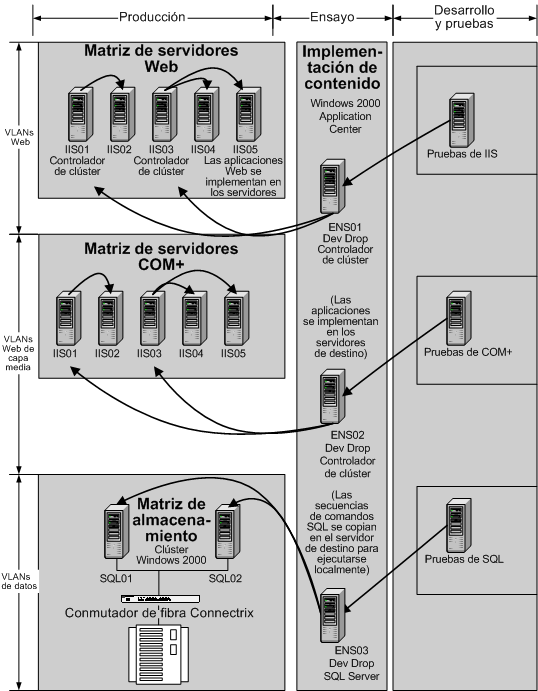 Producción
Ensayo
Desarrollo
y pruebas
VLANs
Web
Matriz de servidores
Web
IIS01
Controlador
de clúster
IIS02
IIS03
Controlador
de clúster
IIS04
IIS05
Las aplicaciones
Web se
implementan en
los servidores
Implemen-
tación de
contenido
Windows 2000
Application
Center
ENS01
Dev Drop
Controlador
de clúster
Pruebas de IIS
VLANs
Web de
capa
media
Matriz de servidores
COM+
IIS01
IIS02
IIS03
IIS04
IIS05
(Las
aplicaciones
se implementan
en los
servidores
de destino)
ENS02
Dev Drop
Controlador
de clúster
Pruebas de COM+
VLANs
de datos
Matriz de
almacena-
miento
Clúster
Windows 2000
SQL01
SQL02
Conmutador de fibra Connectrix
(Las
secuencias
de comandos
SQL se copian
en el servidor
de destino para
ejecutarse
localmente)
ENS03
Dev Drop
SQL Server
Pruebas de SQL